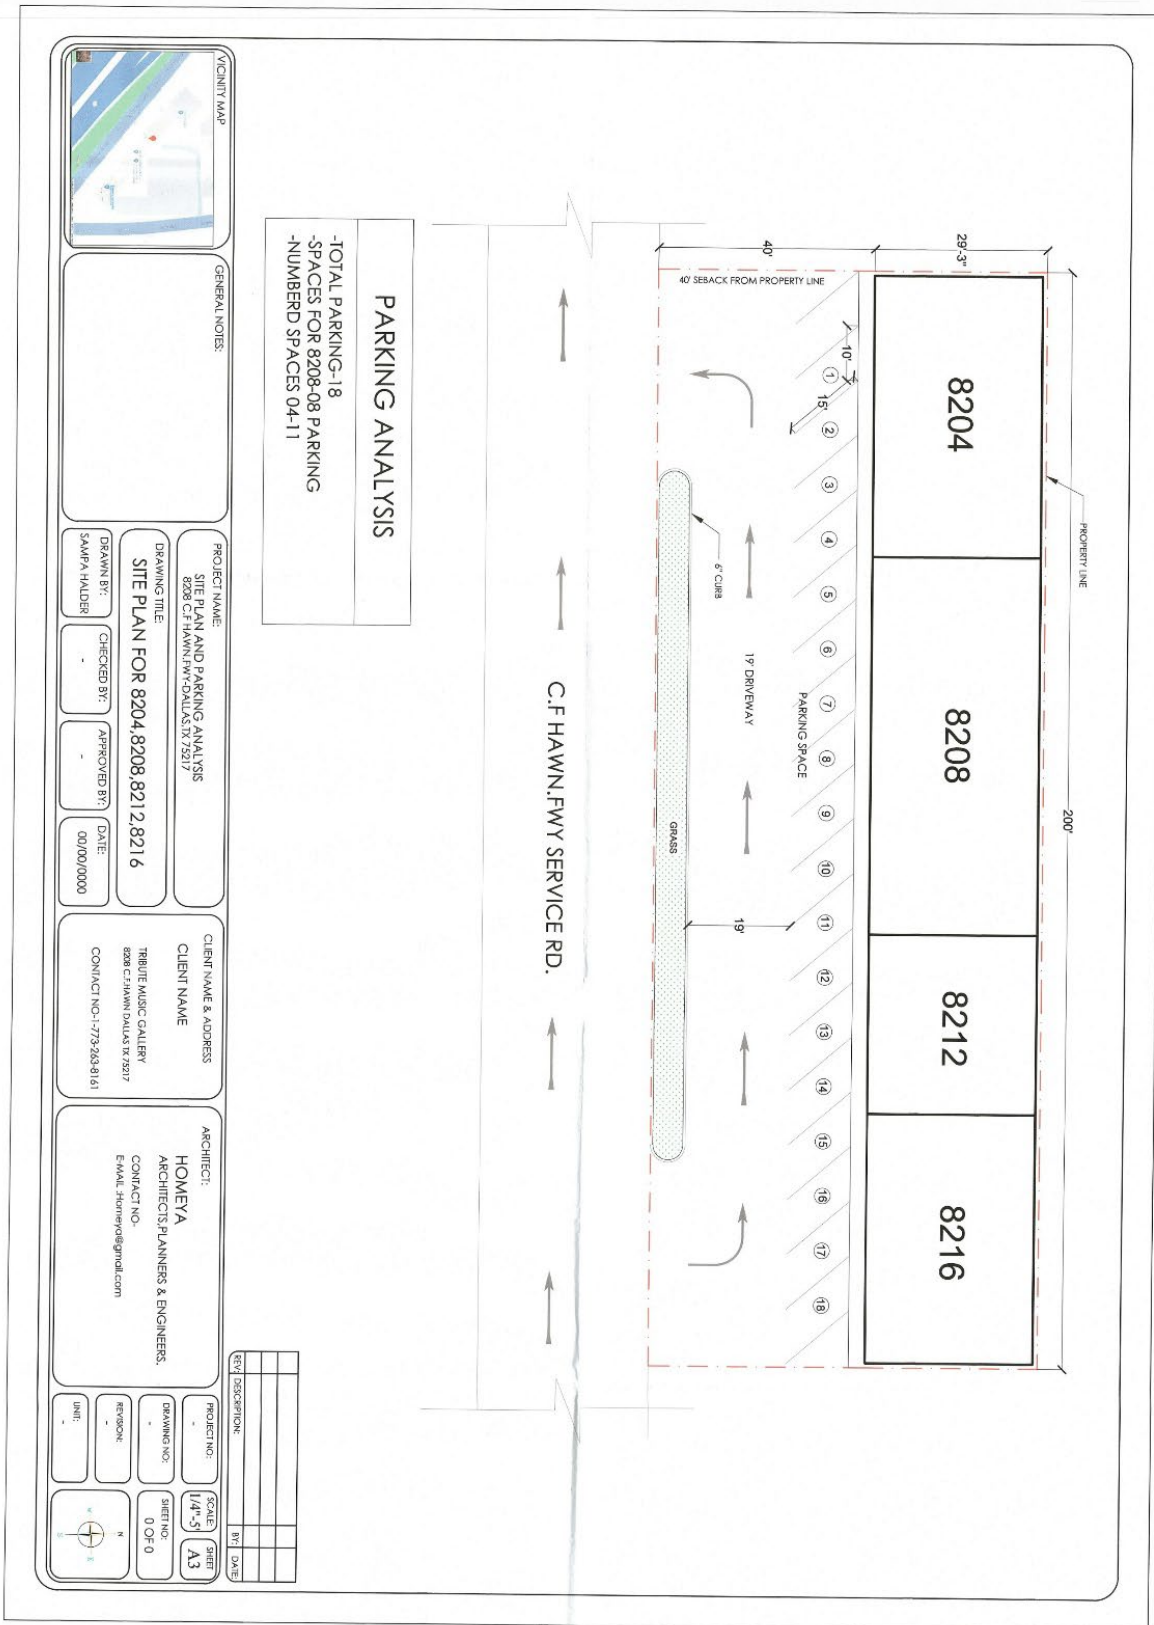 PROPERTY LINE
200'
29'-3"
40'
40' SEBACK FROM PROPERTY LINE
8204
8208
8212
8216
10'
15'
1
2
3
4
5
6
7
8
9
10
11
12
13
14
15
16
17
18
PARKING SPACE
19' DRIVEWAY
19'
6" CURB
GRASS
C.F HAWN.FWY SERVICE RD.
PARKING ANALYSIS
-TOTAL PARKING-18
-SPACES FOR 8208-08 PARKING
-NUMBERD SPACES 04-11
VICINITY MAP
GENERAL NOTES:
PROJECT NAME:
SITE PLAN AND PARKING ANALYSIS
8208 C.F HAWN.FWY-DALLAS,TX 75217
DRAWING TITLE:
SITE PLAN FOR 8204,8208,8212,8216
DRAWN BY:
SAMPA HALDER
CHECKED BY:
-
APPROVED BY:
-
DATE:
00/00/0000
CLIENT NAME & ADDRESS
CLIENT NAME
TRIBUTE MUSIC GALLERY
8208 C.F.HAWN DALLAS TX 75217
CONTACT NO-1-773-263-8161
ARCHITECT:
HOMEYA
ARCHITECTS,PLANNERS & ENGINEERS.
CONTACT NO-
E-MAIL :Homeya@gmail.com
REV: DESCRIPTION: BY: DATE:
PROJECT NO:
-
SCALE:
1/4"-5'
SHEET
A3
DRAWING NO:
-
SHEET NO:
0 OF 0
REVISION:
-
UNIT:
-
N